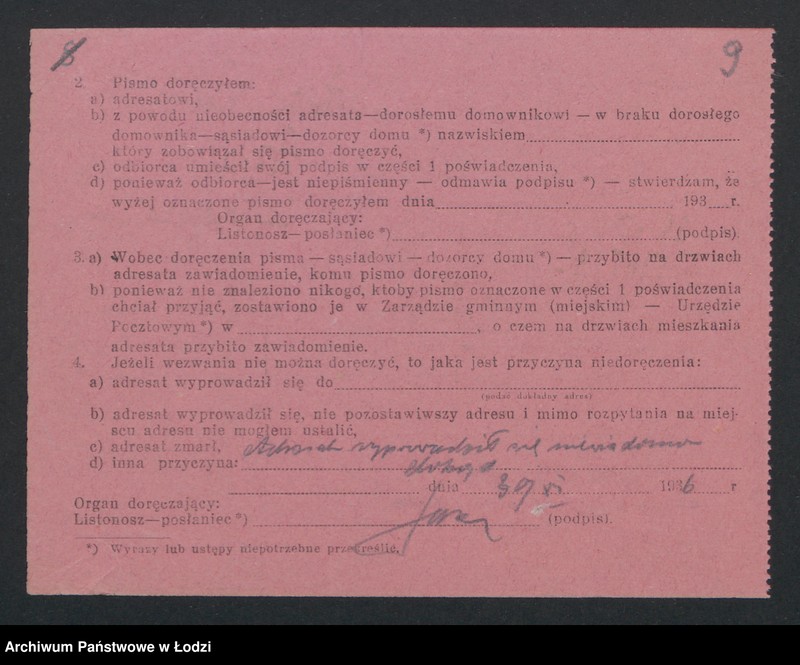 8 9
2. Pismo doręczyłem:
a) adresatowi,
b) z powodu nieobecności adresata—dorosłemu domownikowi — w braku dorosłego
domownika—sąsiadowi—dozorcy domu *) nazwiskiem
który zobowiązał się pismo doręczyć,
c) odbiorca umieścił swój podpis w części 1 poświadczenia,
d) ponieważ odbiorca—jest niepiśmienny — odmawia podpisu *) — stwierdzam, że
wyżej oznaczone pismo doręczyłem dnia 193 r.
Organ doręczający:
Listonosz—posłaniec *) (podpis).
3. a) Wobec doręczenia pisma — sąsiadowi — dozorcy domu *) — przybito na drzwiach
adresata zawiadomienie, komu pismo doręczono,
b) ponieważ nie znaleziono nikogo, ktoby pismo oznaczone w części 1 poświadczenia
chciał przyjąć, zostawiono je w Zarządzie gminnym (miejskim) — Urzędzie
Pocztowym *) w , o czem na drzwiach mieszkania
adresata przybito zawiadomienie.
4. Jeżeli wezwania nie można doręczyć, to jaka jest przyczyna niedoręczenia:
a) adresat wyprowadził się do
(podać dokładny adres)
b) adresat wyprowadził się, nie pozostawiwszy adresu i mimo rozpytania na miej-
scu adresu nie mogłem ustalić,
c) adresat zmarł, Adresat wyprowadził się niewiadomo
d) inna przyczyna: dokąd
dnia 30/XI 1936 r
Organ doręczający:
Listonosz—posłaniec *) (podpis).
*) Wyrazy lub ustępy niepotrzebne przekreślić.
Archiwum Państwowe w Łodzi